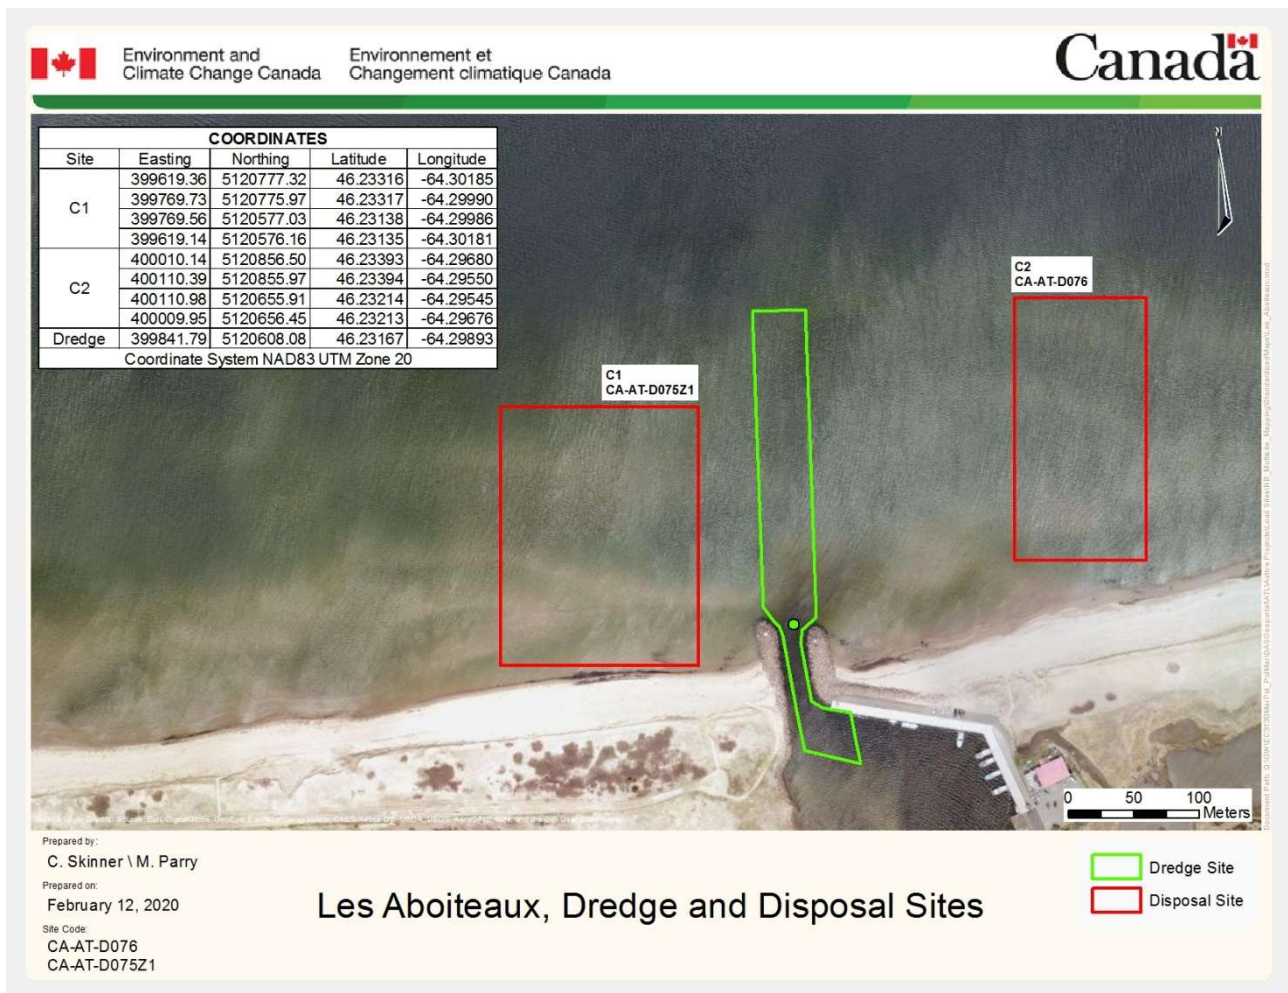 Environment and
Climate Change Canada
Environnement et
Changement climatique Canada
Canada
COORDINATES
Site Easting Northing Latitude Longitude
C1
399619.36 5120777.32 46.23316 -64.30185
399769.73 5120775.97 46.23317 -64.29990
399769.56 5120577.03 46.23138 -64.29986
399619.14 5120576.16 46.23135 -64.30181
C2
400010.14 5120856.50 46.23393 -64.29680
400110.39 5120855.97 46.23394 -64.29550
400110.98 5120655.91 46.23214 -64.29545
400009.95 5120656.45 46.23213 -64.29676
Dredge 399841.79 5120608.08 46.23167 -64.29893
Coordinate System NAD83 UTM Zone 20
N
C2
CA-AT-D076
C1
CA-AT-D075Z1
0 50 100
Meters
Prepared by:
C. Skinner \ M. Parry
Prepared on:
February 12, 2020
Site Code:
CA-AT-D076
CA-AT-D075Z1
Les Aboiteaux, Dredge and Disposal Sites
Dredge Site
Disposal Site